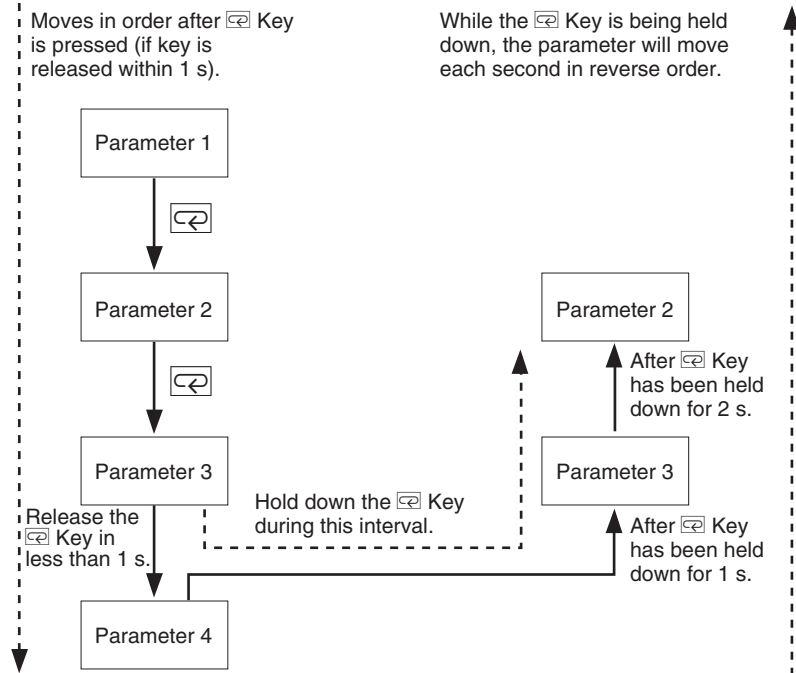 Moves in order after Key
is pressed (if key is
released within 1 s).
While the Key is being held
down, the parameter will move
each second in reverse order.
Parameter 1
Parameter 2
Parameter 2
After Key
has been held
down for 2 s.
Parameter 3
Parameter 3
Hold down the Key
during this interval.
Release the
Key in
less than 1 s.
After Key
has been held
down for 1 s.
Parameter 4